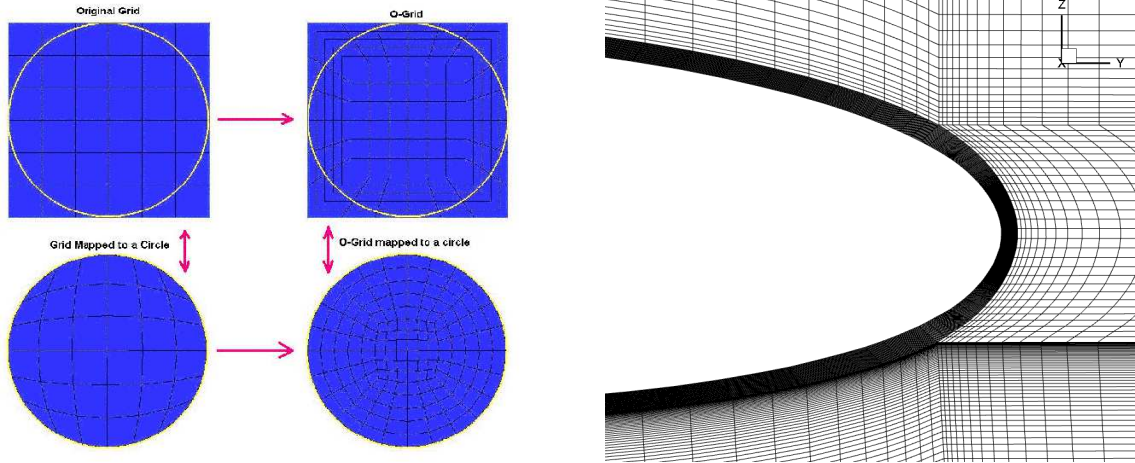 Original Grid
O-Grid
Grid Mapped to a Circle
O-Grid mapped to a circle
Z
X
Y